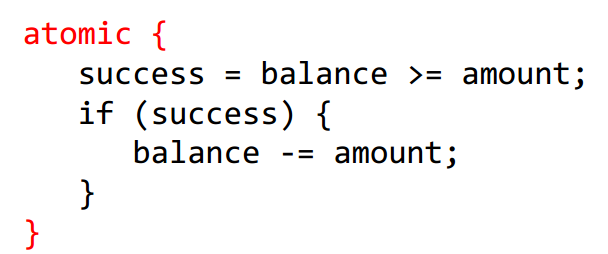 atomic {
   success = balance >= amount;
   if (success) {
      balance -= amount;
   }
}